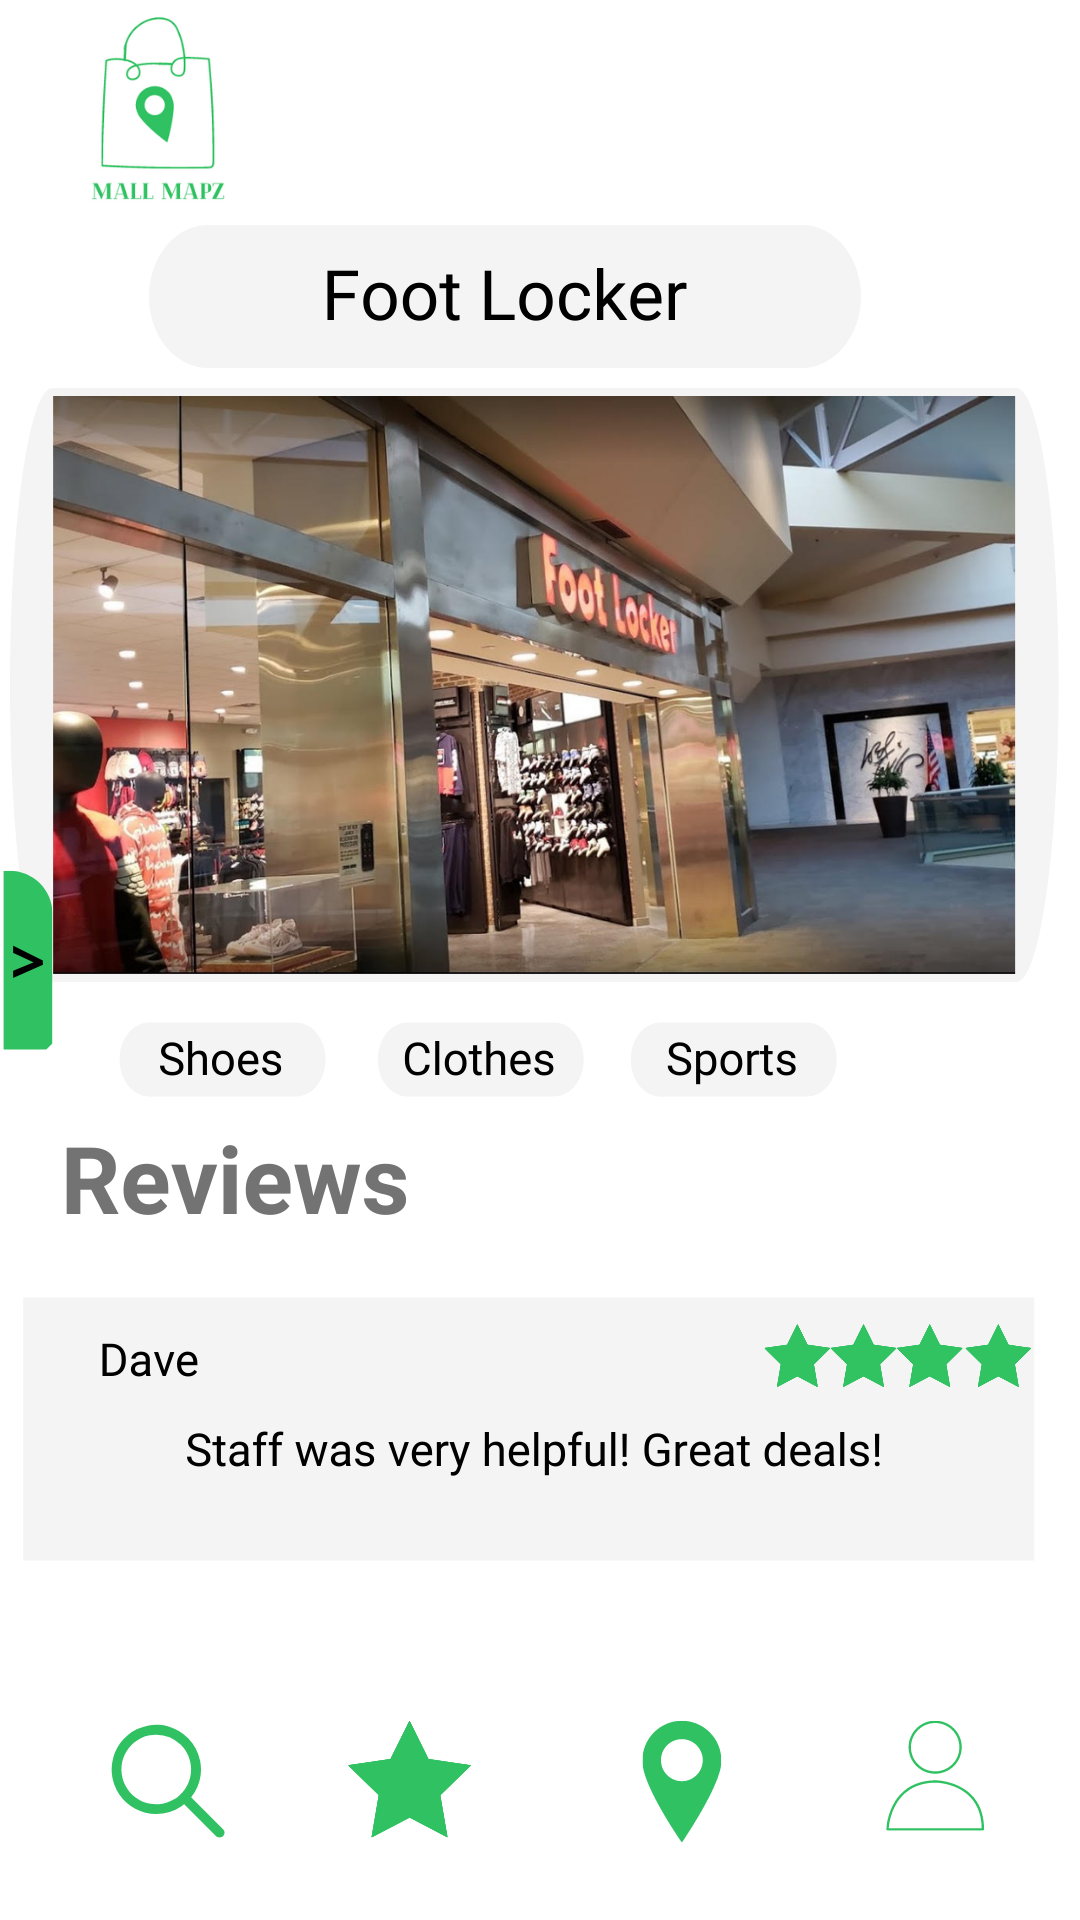 MALL MAPZ
Foot Locker
Foot Locker
>
Shoes
Clothes
Sports
Reviews
Dave
Staff was very helpful! Great deals!